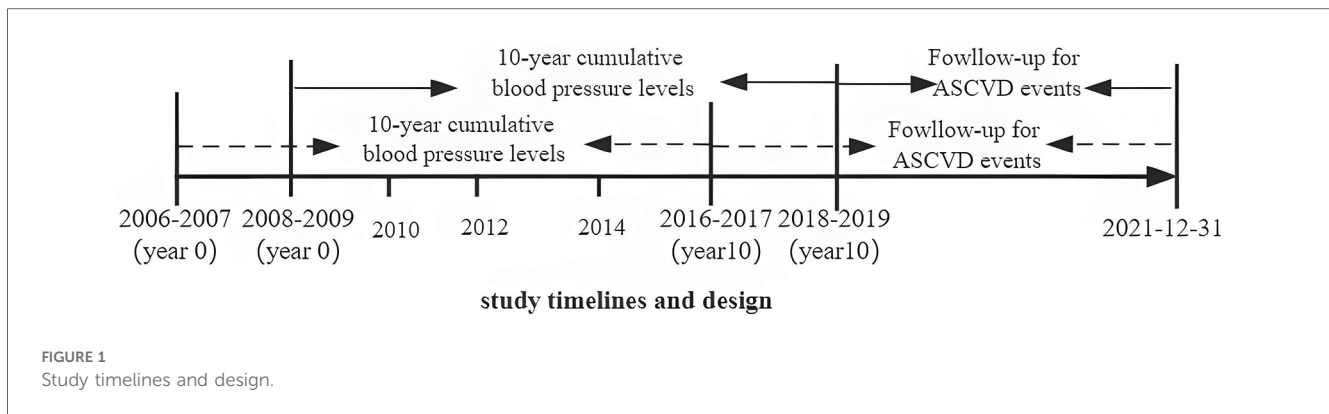 10-year cumulative
blood pressure levels
Fowllow-up for
ASCVD events
10-year cumulative
blood pressure levels
Fowllow-up for
ASCVD events
2006-2007
(year 0)
2008-2009
(year 0)
2010
2012
2014
2016-2017
(year10)
2018-2019
(year10)
2021-12-31
study timelines and design
FIGURE 1
Study timelines and design.